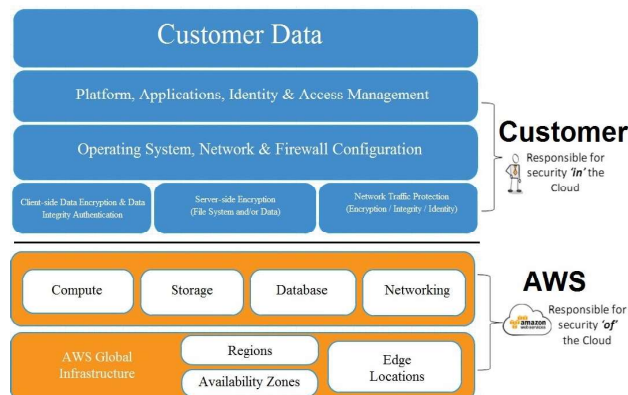 Customer Data
Platform, Applications, Identity & Access Management
Operating System, Network & Firewall Configuration
Client-side Data Encryption & Data
Integrity Authentication
Server-side Encryption
(File System and/or Data)
Network Traffic Protection
(Encryption / Integrity / Identity)
Customer
Responsible for
security 'in' the
Cloud
Compute
Storage
Database
Networking
AWS
Responsible for
security 'of'
the Cloud
amazon
web services
AWS Global
Infrastructure
Regions
Availability Zones
Edge
Locations